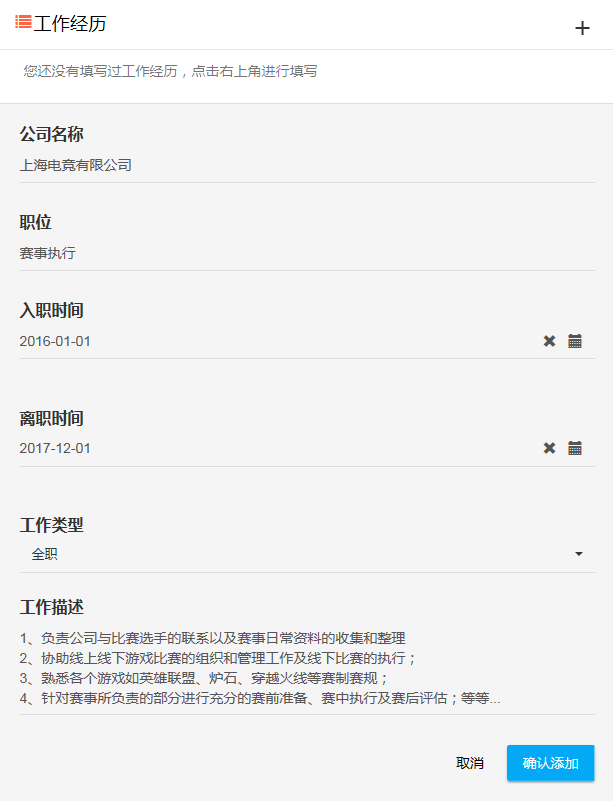 工作经历
您还没有填写过工作经历，点击右上角进行填写
公司名称
上海电竞有限公司
职位
赛事执行
入职时间
2016-01-01
离职时间
2017-12-01
工作类型
全职
工作描述
1、负责公司与比赛选手的联系以及赛事日常资料的收集和整理
2、协助线上线下游戏比赛的组织和管理工作及线下比赛的执行；
3、熟悉各个游戏如英雄联盟、炉石、穿越火线等赛制赛规；
4、针对赛事所负责的部分进行充分的赛前准备、赛中执行及赛后评估；等等...
取消
确认添加